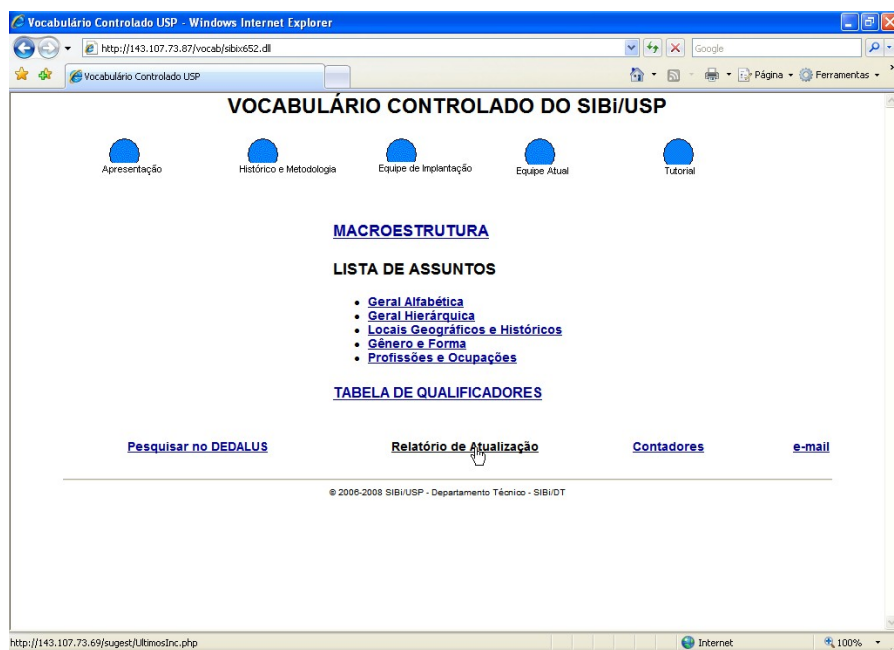 Vocabulário Controlado USP - Windows Internet Explorer
http://143.107.73.87/vocab/sibix652.dll
Google
Vocabulário Controlado USP
Página
Ferramentas
VOCABULÁRIO CONTROLADO DO SIBi/USP
Apresentação
Histórico e Metodologia
Equipe de Implantação
Equipe Atual
Tutorial
MACROESTRUTURA
LISTA DE ASSUNTOS
Geral Alfabética
Geral Hierárquica
Locais Geográficos e Históricos
Gênero e Forma
Profissões e Ocupações
TABELA DE QUALIFICADORES
Pesquisar no DEDALUS
Relatório de Atualização
Contadores
e-mail
© 2006-2008 SIBi/USP - Departamento Técnico - SIBi/DT
http://143.107.73.69/sugest/UltimosInc.php
Internet
100%